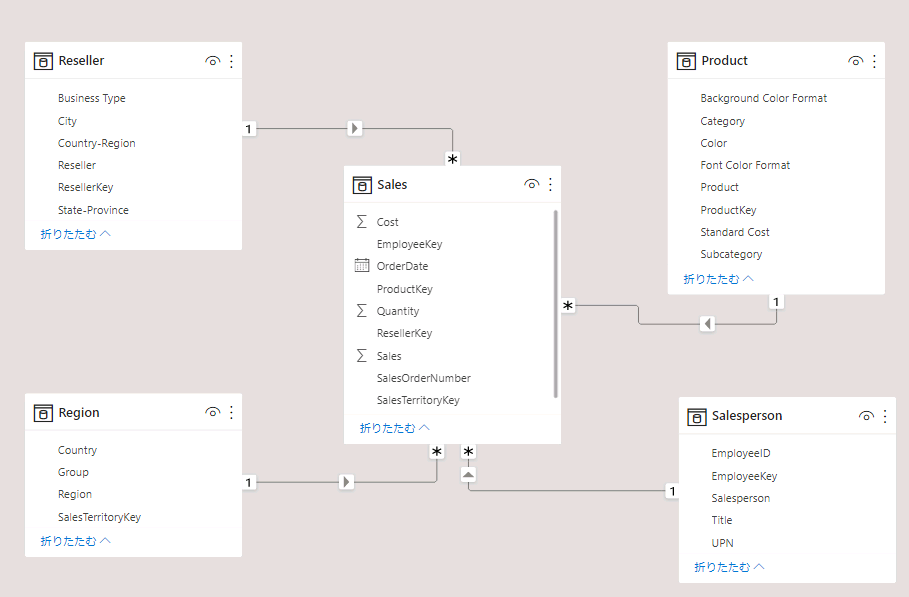 Reseller
Business Type
City
Country-Region
Reseller
ResellerKey
State-Province
折りたたむ
1
*
Product
Background Color Format
Category
Color
Font Color Format
Product
ProductKey
Standard Cost
Subcategory
折りたたむ
1
*
Sales
Σ Cost
EmployeeKey
OrderDate
ProductKey
Σ Quantity
ResellerKey
Σ Sales
SalesOrderNumber
SalesTerritoryKey
折りたたむ
* *
Region
Country
Group
Region
SalesTerritoryKey
折りたたむ
1
Salesperson
EmployeeID
EmployeeKey
Salesperson
Title
UPN
折りたたむ
1